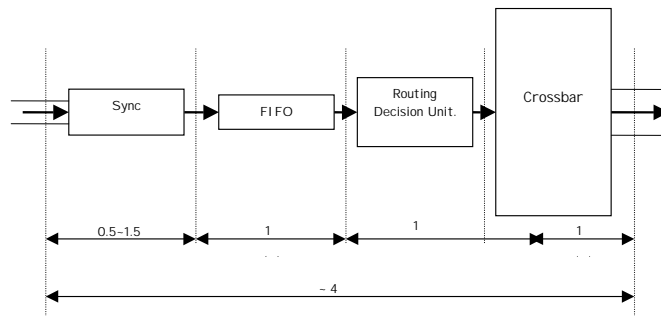 Sync
FIFO
Routing
Decision Unit.
Crossbar
0.5~1.5
1
1
1
~ 4